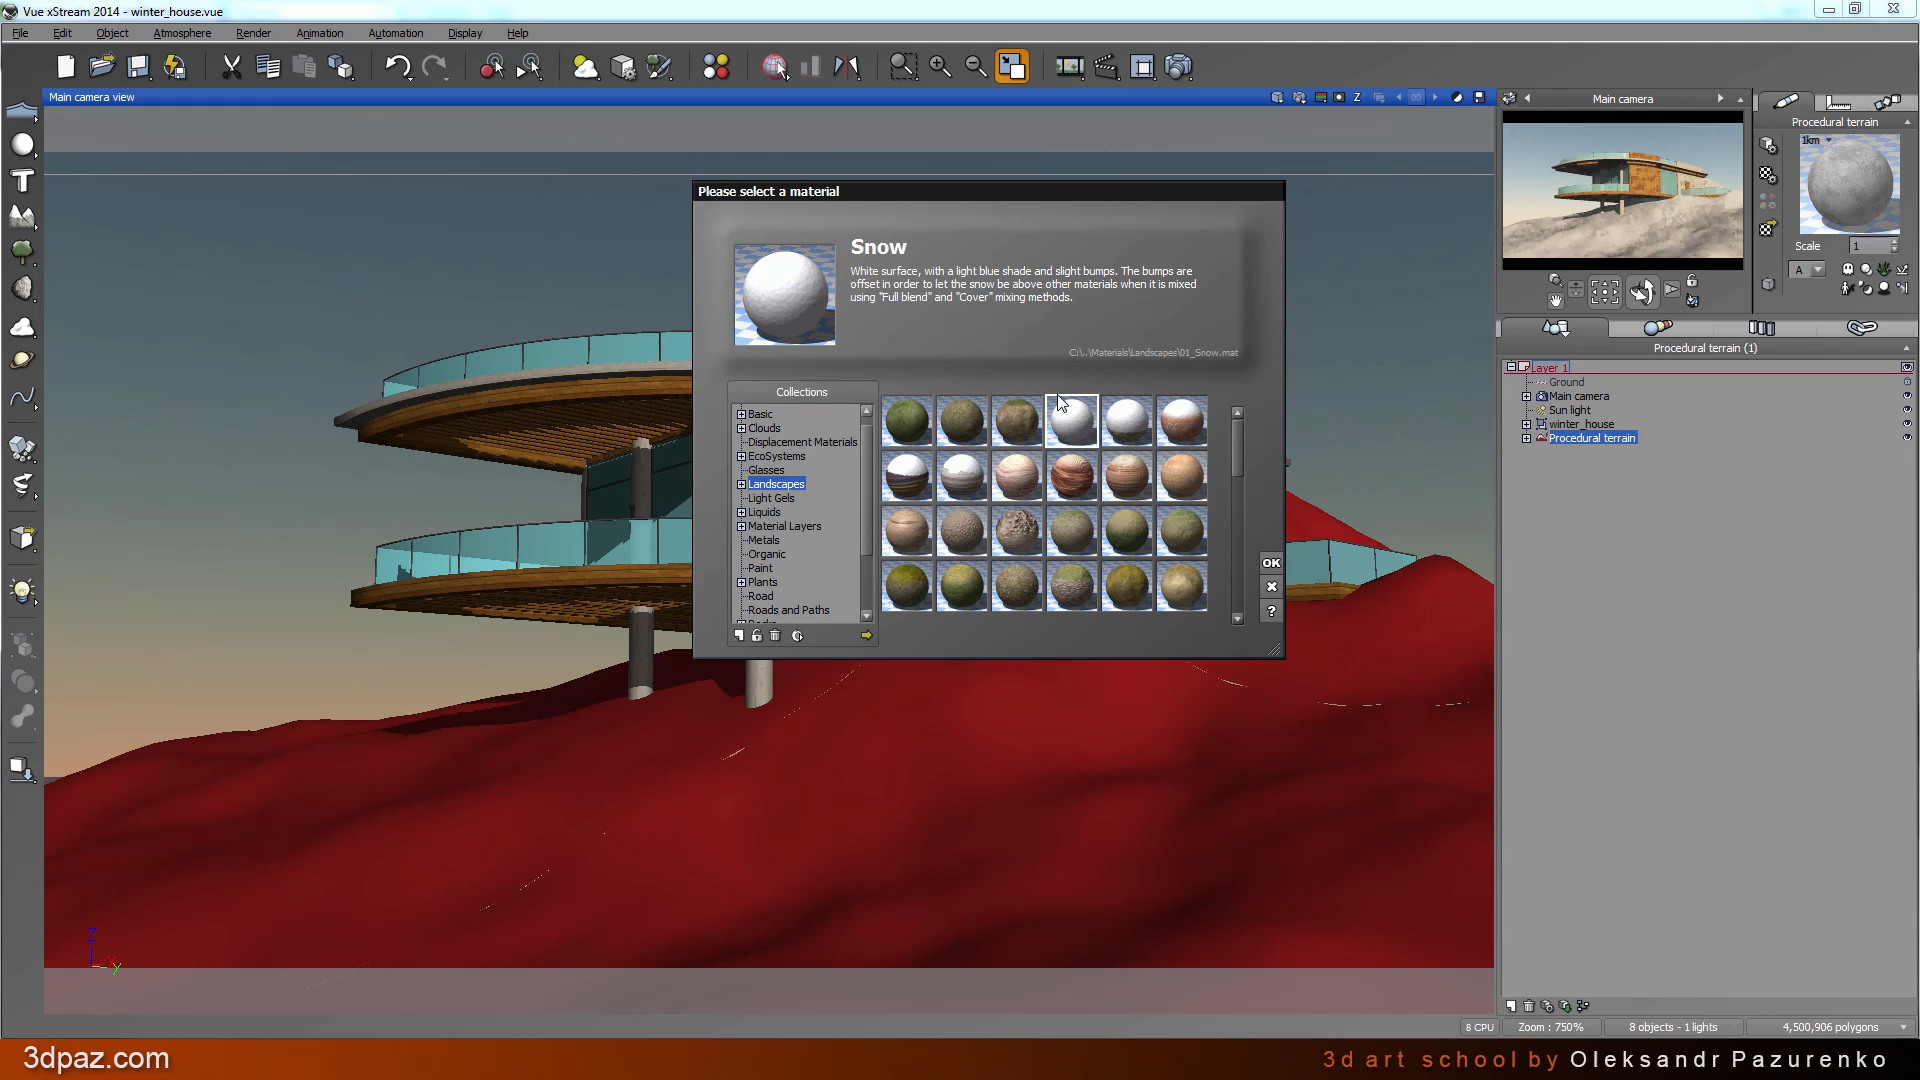 Vue xStream 2014 - winter_house.vue
File Edit Object Atmosphere Render Animation Automation Display Help
Main camera view
Z
Main camera
Procedural terrain
1km
Scale 1
A
Please select a material
Snow
White surface, with a light blue shade and slight bumps. The bumps are
offset in order to let the snow be above other materials when it is mixed
using "Full blend" and "Cover" mixing methods.
C:\..\Materials\Landscapes\01_Snow.mat
Collections
Basic
Clouds
Displacement Materials
EcoSystems
Glasses
Landscapes
Light Gels
Liquids
Material Layers
Metals
Organic
Paint
Plants
Road
Roads and Paths
OK
?
Procedural terrain (1)
Layer 1
Ground
Main camera
Sun light
winter_house
Procedural terrain
Z
y
8 CPU Zoom : 750% 8 objects - 1 lights 4,500,906 polygons
3dpaz.com
3d art school by Oleksandr Pazurenko